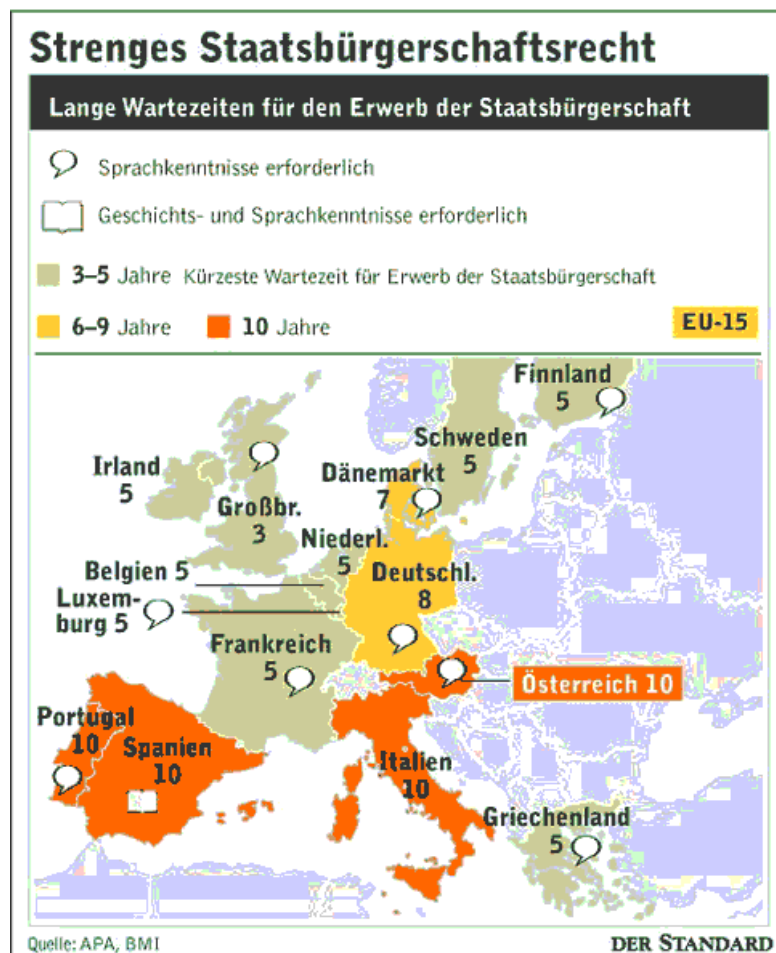 Strenges Staatsbürgerschaftsrecht
Lange Wartezeiten für den Erwerb der Staatsbürgerschaft
Sprachkenntnisse erforderlich
Geschichts- und Sprachkenntnisse erforderlich
3–5 Jahre Kürzeste Wartezeit für Erwerb der Staatsbürgerschaft
6–9 Jahre 10 Jahre
EU-15
Finnland
5
Schweden
5
Irland
5
Dänemarkt
7
Großbr.
3
Niederl.
5
Belgien 5
Deutschl.
8
Luxem-
burg 5
Frankreich
5
Österreich 10
Portugal
10
Spanien
10
Italien
10
Griechenland
5
Quelle: APA, BMI
DER STANDARD